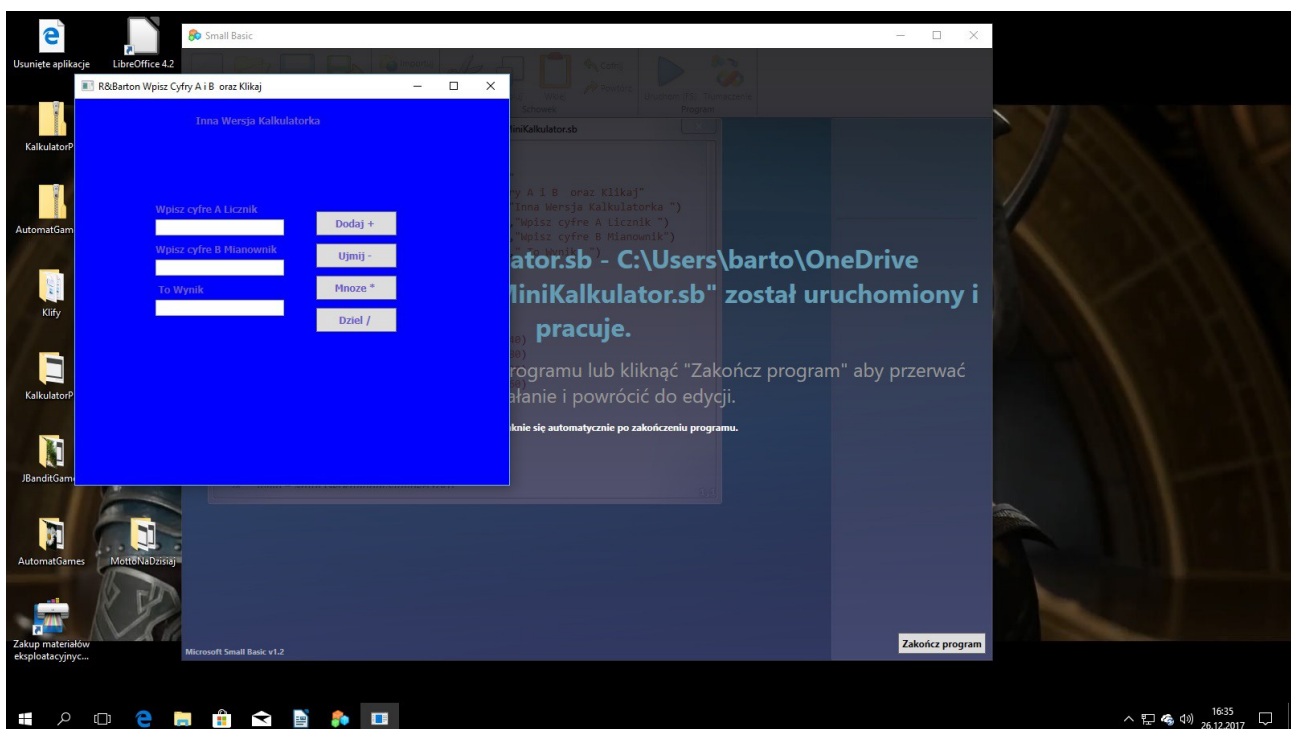 Usunięte aplikacje
LibreOffice 4.2
KalkulatorP
AutomatGam
Klify
KalkulatorP
JBanditGam
AutomatGames
MottoNaDzisiaj
Zakup materiałów
eksploatacyjnyc...
Small Basic
Program
iniKalkulator.sb
ry A i B  oraz Klikaj"
"Inna Wersja Kalkulatorka ")
,"Wpisz cyfre A Licznik ")
,"Wpisz cyfre B Mianownik")
ator.sb - C:\Users\barto\OneDrive
MiniKalkulator.sb" został uruchomiony i
pracuje.
rogramu lub kliknąć "Zakończ program" aby przerwać
ałanie i powrócić do edycji.
knie się automatycznie po zakończeniu programu.
Microsoft Small Basic v1.2
Zakończ program
R&Barton Wpisz Cyfry A i B  oraz Klikaj
Inna Wersja Kalkulatorka
Wpisz cyfre A Licznik
Dodaj +
Wpisz cyfre B Mianownik
Ujmij -
To Wynik
Mnoze *
Dziel /
16:35
26.12.2017